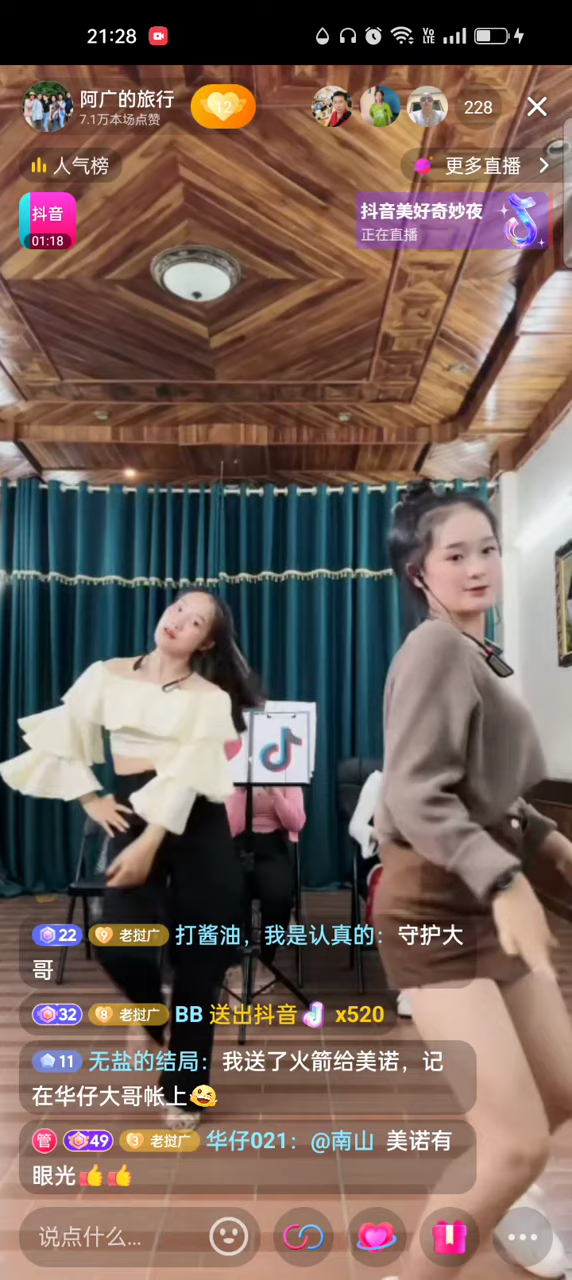 21:28
Vo
LTE
阿广的旅行
7.1万本场点赞
12
228
人气榜
更多直播
抖音
01:18
抖音美好奇妙夜
正在直播
22 9 老挝广 打酱油，我是认真的：守护大
哥
32 8 老挝广 BB 送出抖音 x520
11 无盐的结局：我送了火箭给美诺，记
在华仔大哥帐上🤪
管 49 3 老挝广 华仔021：@南山 美诺有
眼光👍👍
说点什么...